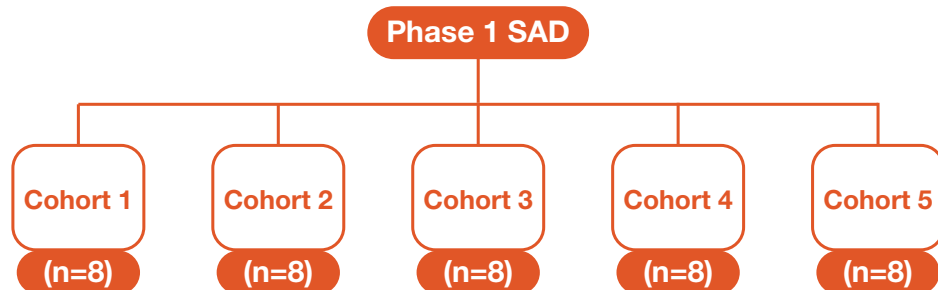 Phase 1 SAD
Cohort 1
Cohort 2
Cohort 3
Cohort 4
Cohort 5
(n=8)
(n=8)
(n=8)
(n=8)
(n=8)